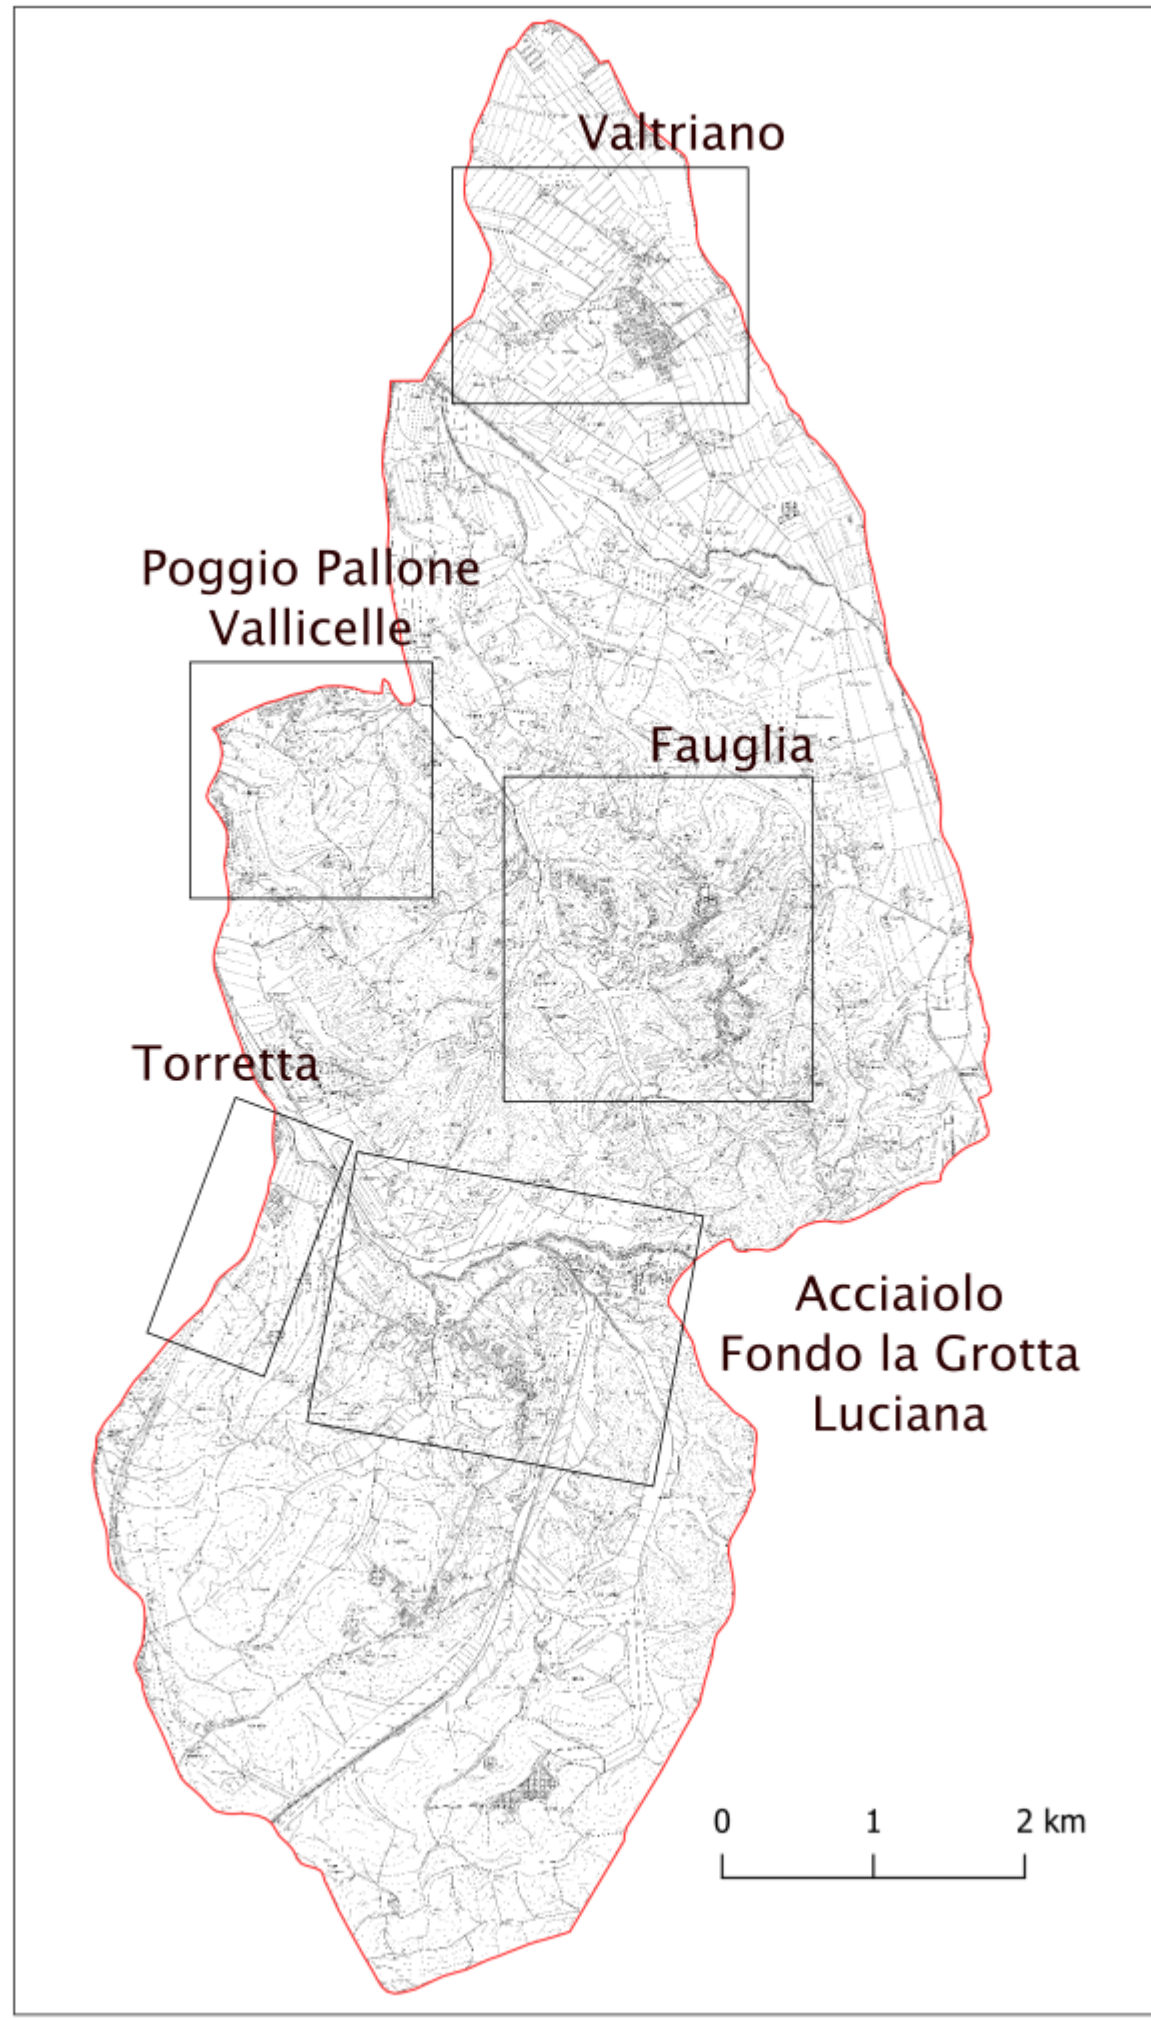 Valtriano
Poggio Pallone
Vallicelle
Fauglia
Torretta
Acciaiolo
Fondo la Grotta
Luciana
0 1 2 km